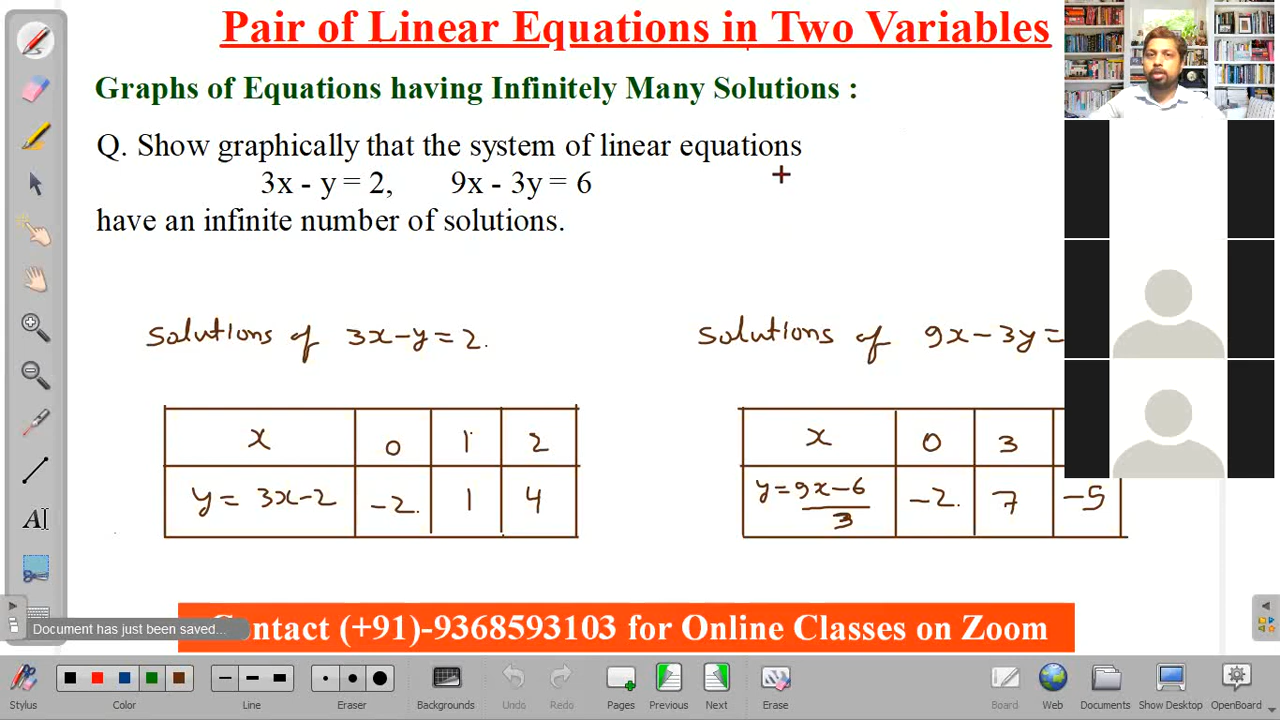 Pair of Linear Equations in Two Variables
Graphs of Equations having Infinitely Many Solutions :
Q. Show graphically that the system of linear equations
3x - y = 2, 9x - 3y = 6
have an infinite number of solutions.
Solutions of 3x-y=2.
Solutions of 9x-3y=
x 0 1 2
y = 3x-2 -2. 1 4
x 0 3
y = 9x-6/3 -2. 7 -5
Contact (+91)-9368593103 for Online Classes on Zoom
Document has just been saved...
Stylus Color Line Eraser Backgrounds Undo Redo Pages Previous Next Erase Board Web Documents Show Desktop OpenBoard